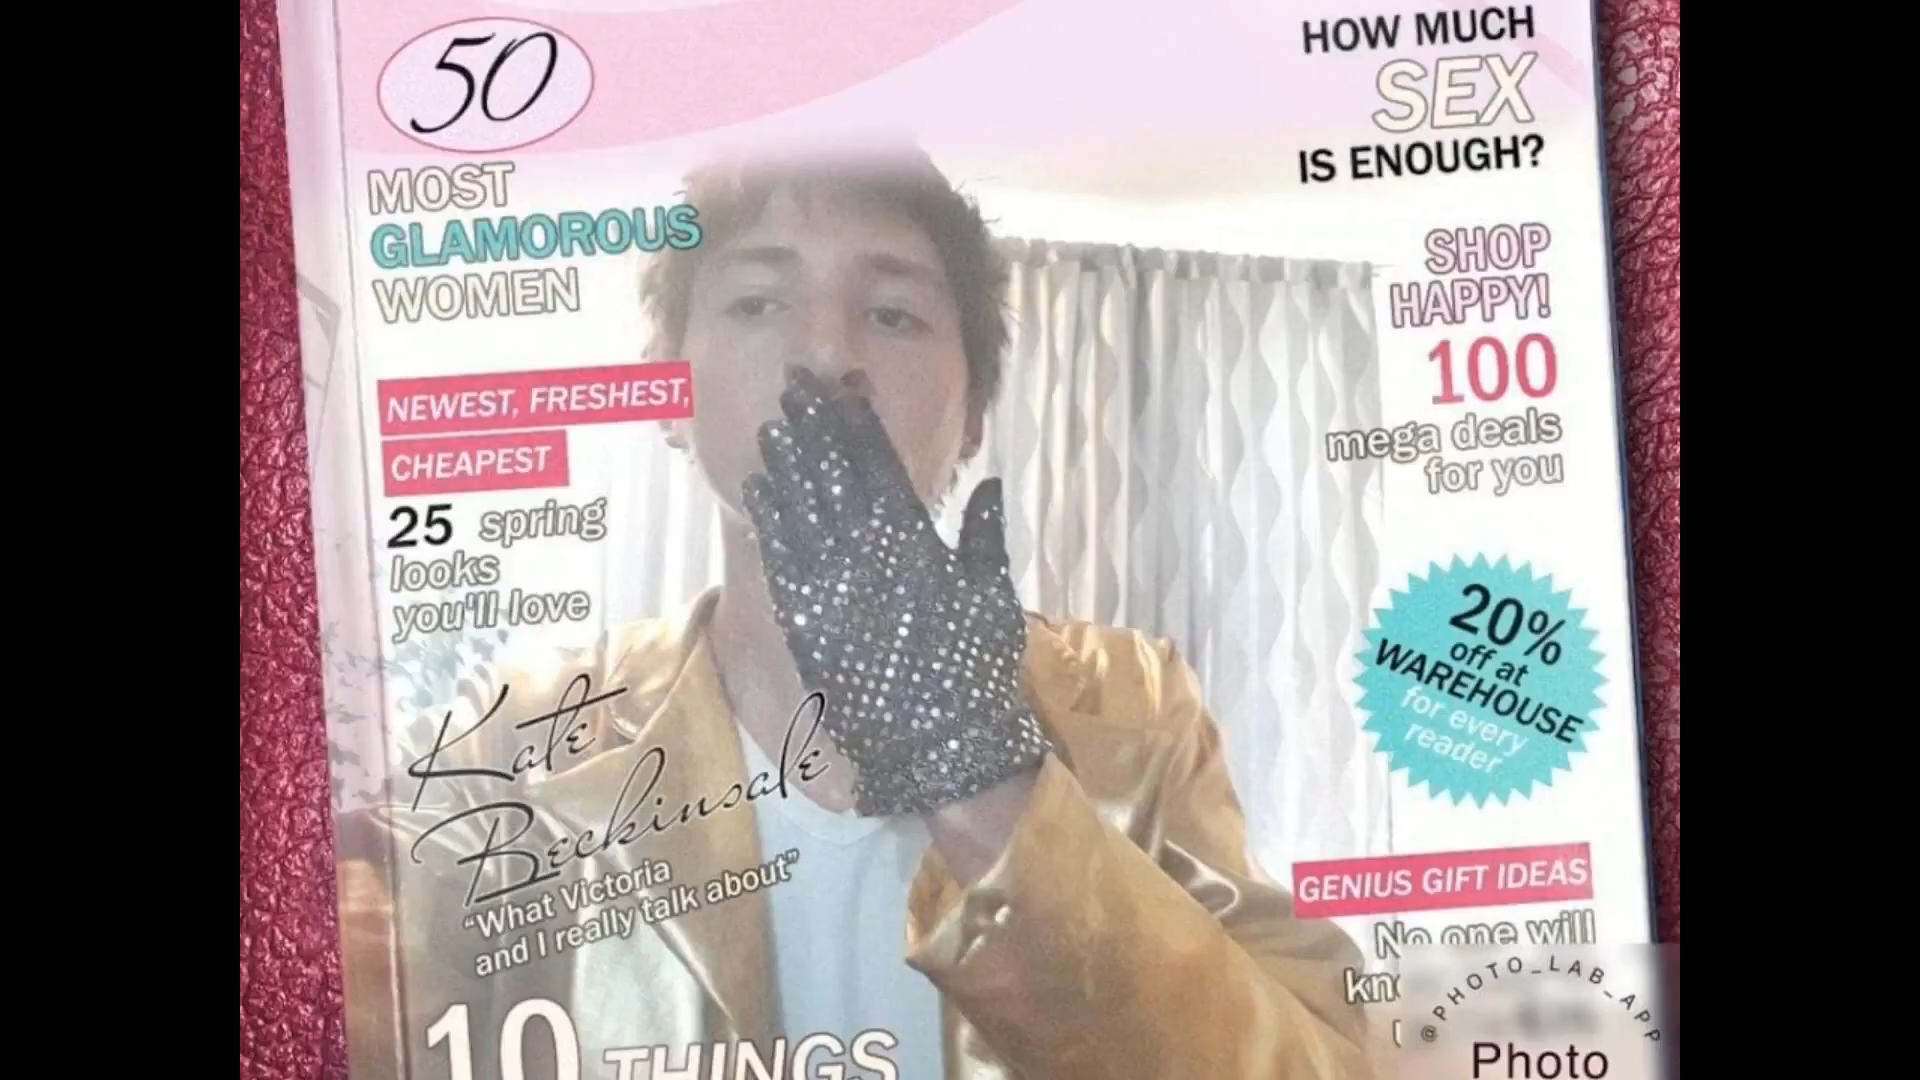 50
MOST
GLAMOROUS
WOMEN
NEWEST, FRESHEST,
CHEAPEST
25 spring
looks
you'll love
Kate
Beckinsale
"What Victoria
and I really talk about"
10 THINGS
HOW MUCH
SEX
IS ENOUGH?
SHOP
HAPPY!
100
mega deals
for you
20%
off at
WAREHOUSE
for every
reader
GENIUS GIFT IDEAS
No one will
@PHOTO_LAB_APP
Photo